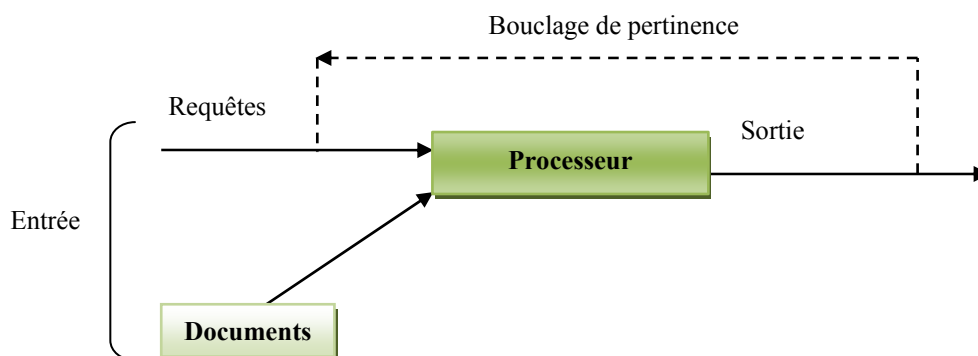 Bouclage de pertinence
Requêtes
Sortie
Processeur
Entrée
Documents